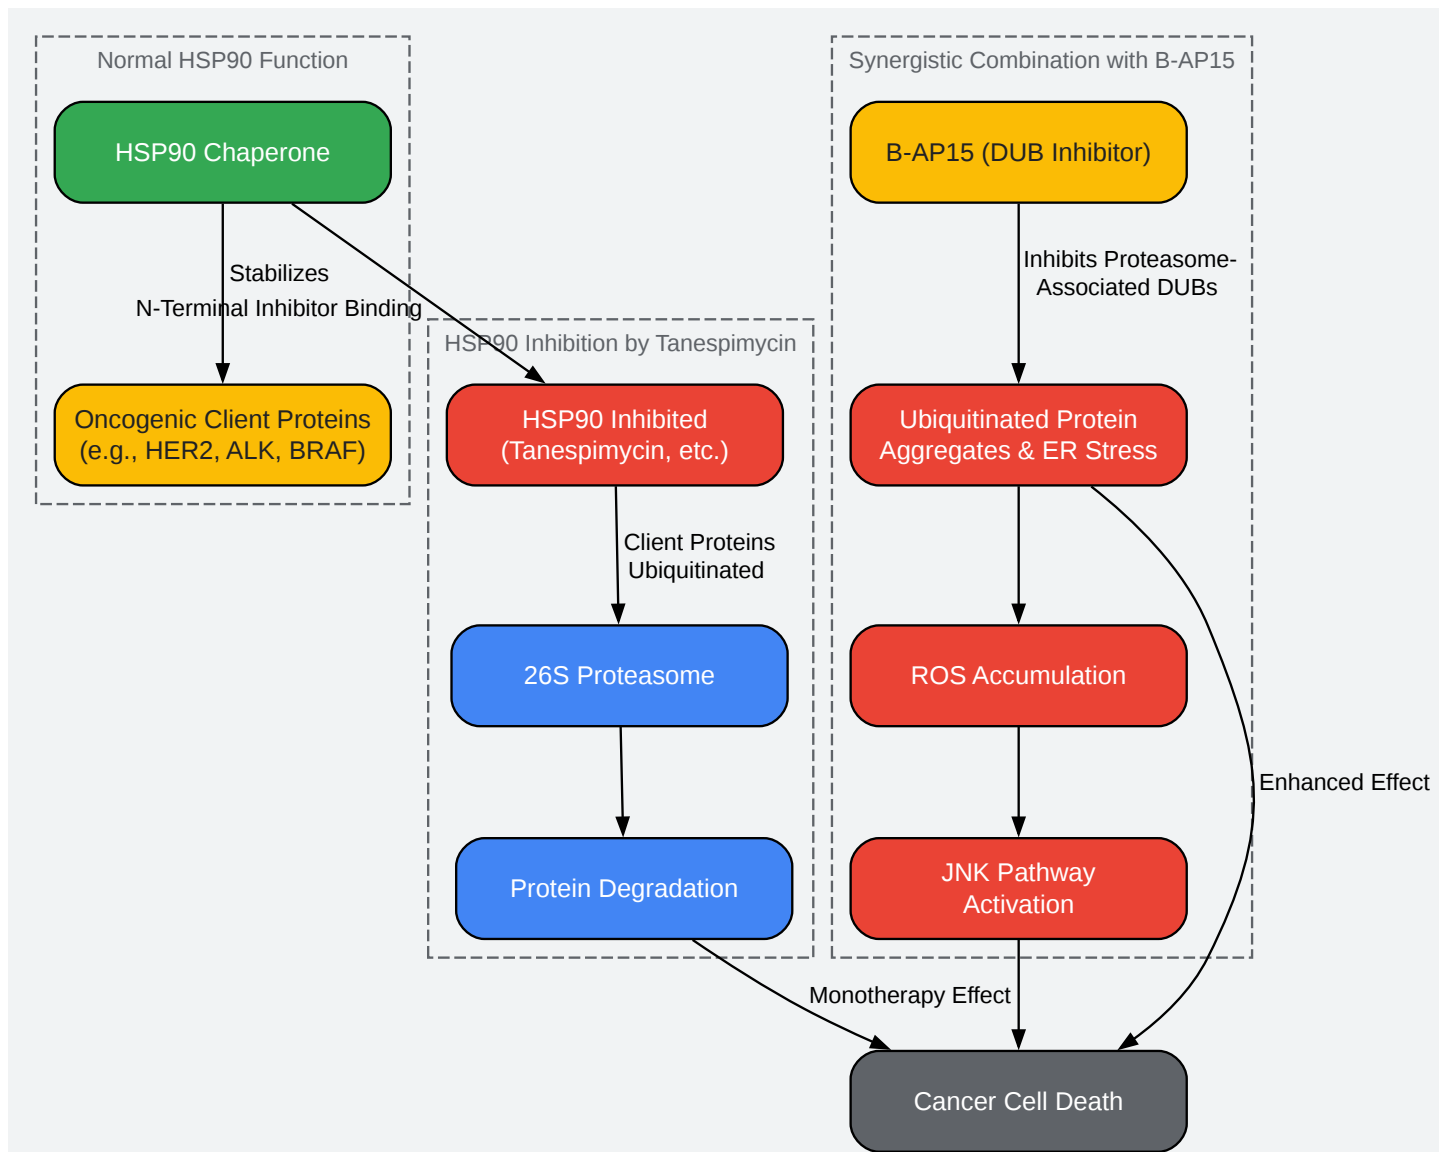 Normal HSP90 Function
HSP90 Chaperone
Stabilizes
N-Terminal Inhibitor Binding
Oncogenic Client Proteins
(e.g., HER2, ALK, BRAF)
HSP90 Inhibition by Tanespimycin
HSP90 Inhibited
(Tanespimycin, etc.)
Client Proteins
Ubiquitinated
26S Proteasome
Protein Degradation
Monotherapy Effect
Synergistic Combination with B-AP15
B-AP15 (DUB Inhibitor)
Inhibits Proteasome-
Associated DUBs
Ubiquitinated Protein
Aggregates & ER Stress
ROS Accumulation
Enhanced Effect
JNK Pathway
Activation
Cancer Cell Death